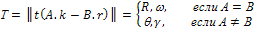 T = ‖t(A.k − B.r)‖ = { R, ω, если A = B
θ, γ, если A ≠ B